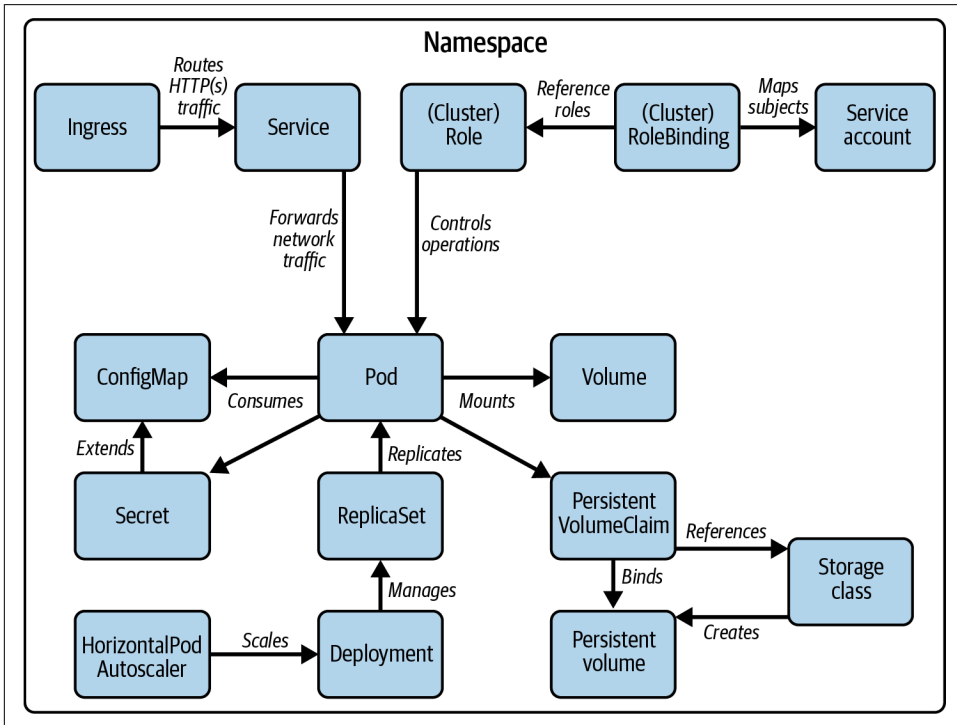 Namespace
Routes
HTTP(s)
traffic
Reference
roles
Maps
subjects
Ingress
Service
(Cluster)
Role
(Cluster)
RoleBinding
Service
account
Forwards
network
traffic
Controls
operations
ConfigMap
Consumes
Pod
Mounts
Volume
Extends
Replicates
Secret
ReplicaSet
Persistent
VolumeClaim
References
Manages
Binds
Storage
class
HorizontalPod
Autoscaler
Scales
Deployment
Persistent
volume
Creates